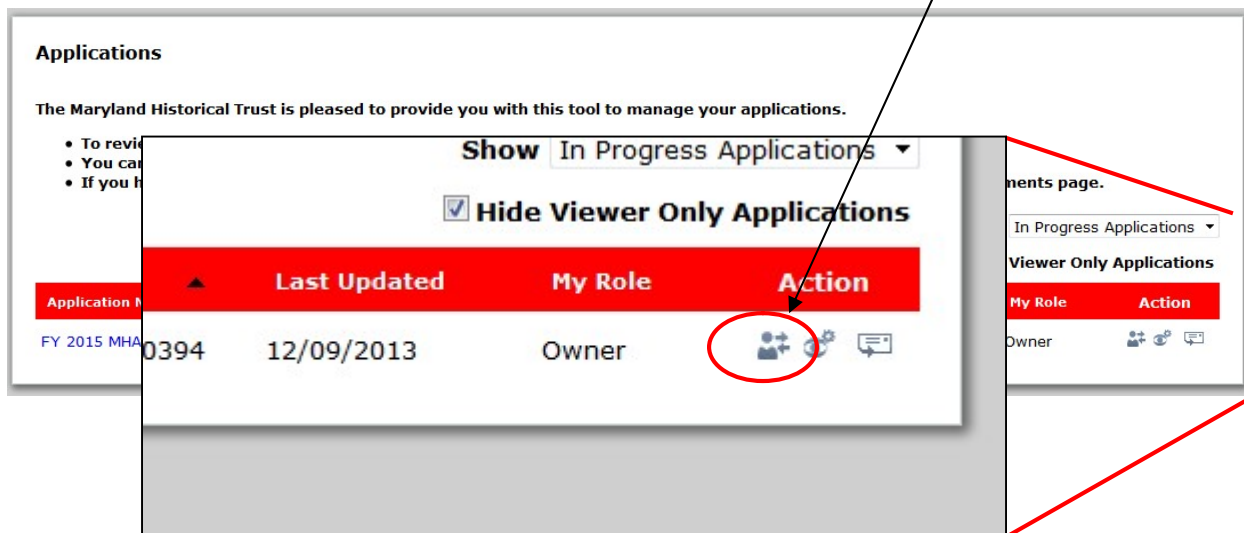 Applications
The Maryland Historical Trust is pleased to provide you with this tool to manage your applications.
• To revie
• You car
• If you h
ments page.
Show In Progress Applications
Hide Viewer Only Applications
Last Updated My Role Action
0394 12/09/2013 Owner
In Progress Applications
Viewer Only Applications
Application N
My Role Action
FY 2015 MHA
Owner